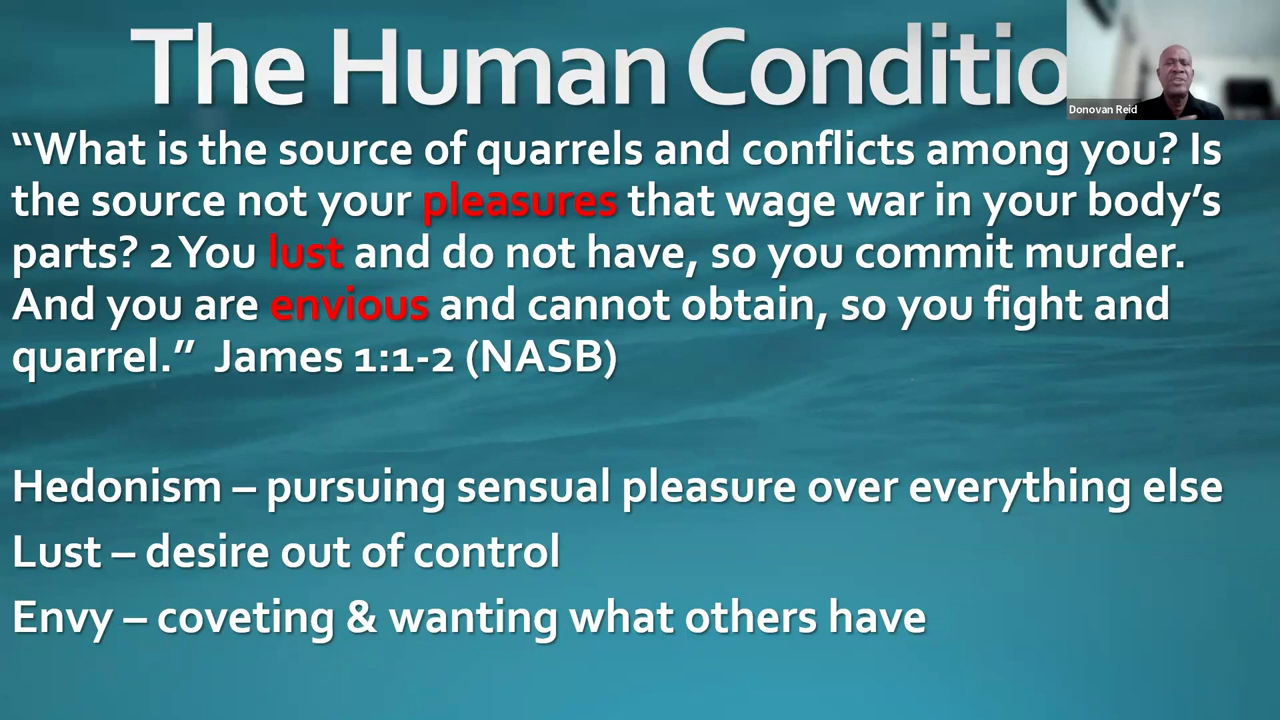 The Human Conditio
Donovan Reid
“What is the source of quarrels and conflicts among you? Is
the source not your pleasures that wage war in your body’s
parts? 2 You lust and do not have, so you commit murder.
And you are envious and cannot obtain, so you fight and
quarrel.” James 1:1-2 (NASB)
Hedonism – pursuing sensual pleasure over everything else
Lust – desire out of control
Envy – coveting & wanting what others have